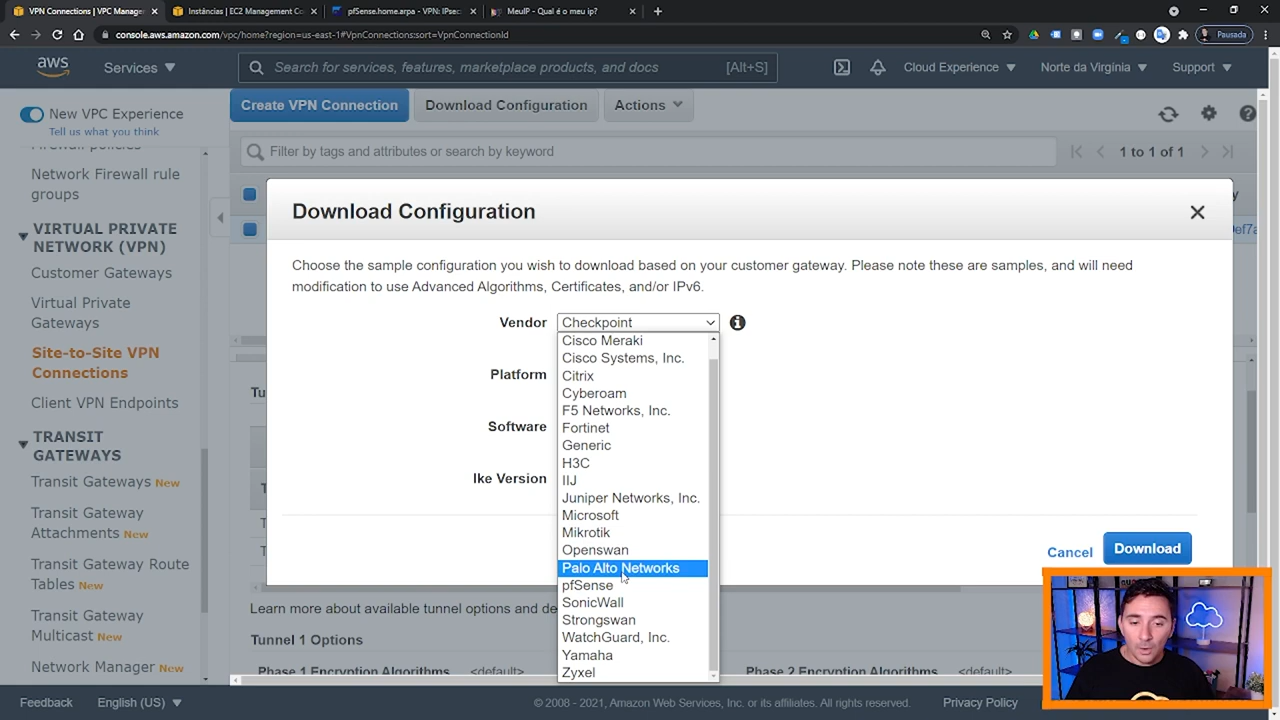 VPN Connections | VPC Manager
Instâncias | EC2 Management Co
pfSense.home.arpa - VPN: IPsec
MeuIP - Qual é o meu ip?
console.aws.amazon.com/vpc/home?region=us-east-1#VpnConnections:sort=VpnConnectionId
Pausada
aws
Services
Search for services, features, marketplace products, and docs
[Alt+S]
Cloud Experience
Norte da Virgínia
Support
New VPC Experience
Tell us what you think
Create VPN Connection
Download Configuration
Actions
Firewall policies
Network Firewall rule
groups
VIRTUAL PRIVATE
NETWORK (VPN)
Customer Gateways
Virtual Private
Gateways
Site-to-Site VPN
Connections
Client VPN Endpoints
TRANSIT
GATEWAYS
Transit Gateways New
Transit Gateway
Attachments New
Transit Gateway Route
Tables New
Transit Gateway
Multicast New
Network Manager New
Filter by tags and attributes or search by keyword
1 to 1 of 1
Download Configuration
Choose the sample configuration you wish to download based on your customer gateway. Please note these are samples, and will need
modification to use Advanced Algorithms, Certificates, and/or IPv6.
Vendor
Checkpoint
Platform
Software
Ike Version
Cisco Meraki
Cisco Systems, Inc.
Citrix
Cyberoam
F5 Networks, Inc.
Fortinet
Generic
H3C
IIJ
Juniper Networks, Inc.
Microsoft
Mikrotik
Openswan
Palo Alto Networks
pfSense
SonicWall
Strongswan
WatchGuard, Inc.
Yamaha
Zyxel
Cancel
Download
Learn more about available tunnel options and de
Tunnel 1 Options
Phase 1 Encryption Algorithms
<default>
Phase 2 Encryption Algorithms
<default>
Feedback
English (US)
© 2008 - 2021, Amazon Web Services, Inc. or its affiliates. All rights reserved.
Privacy Policy